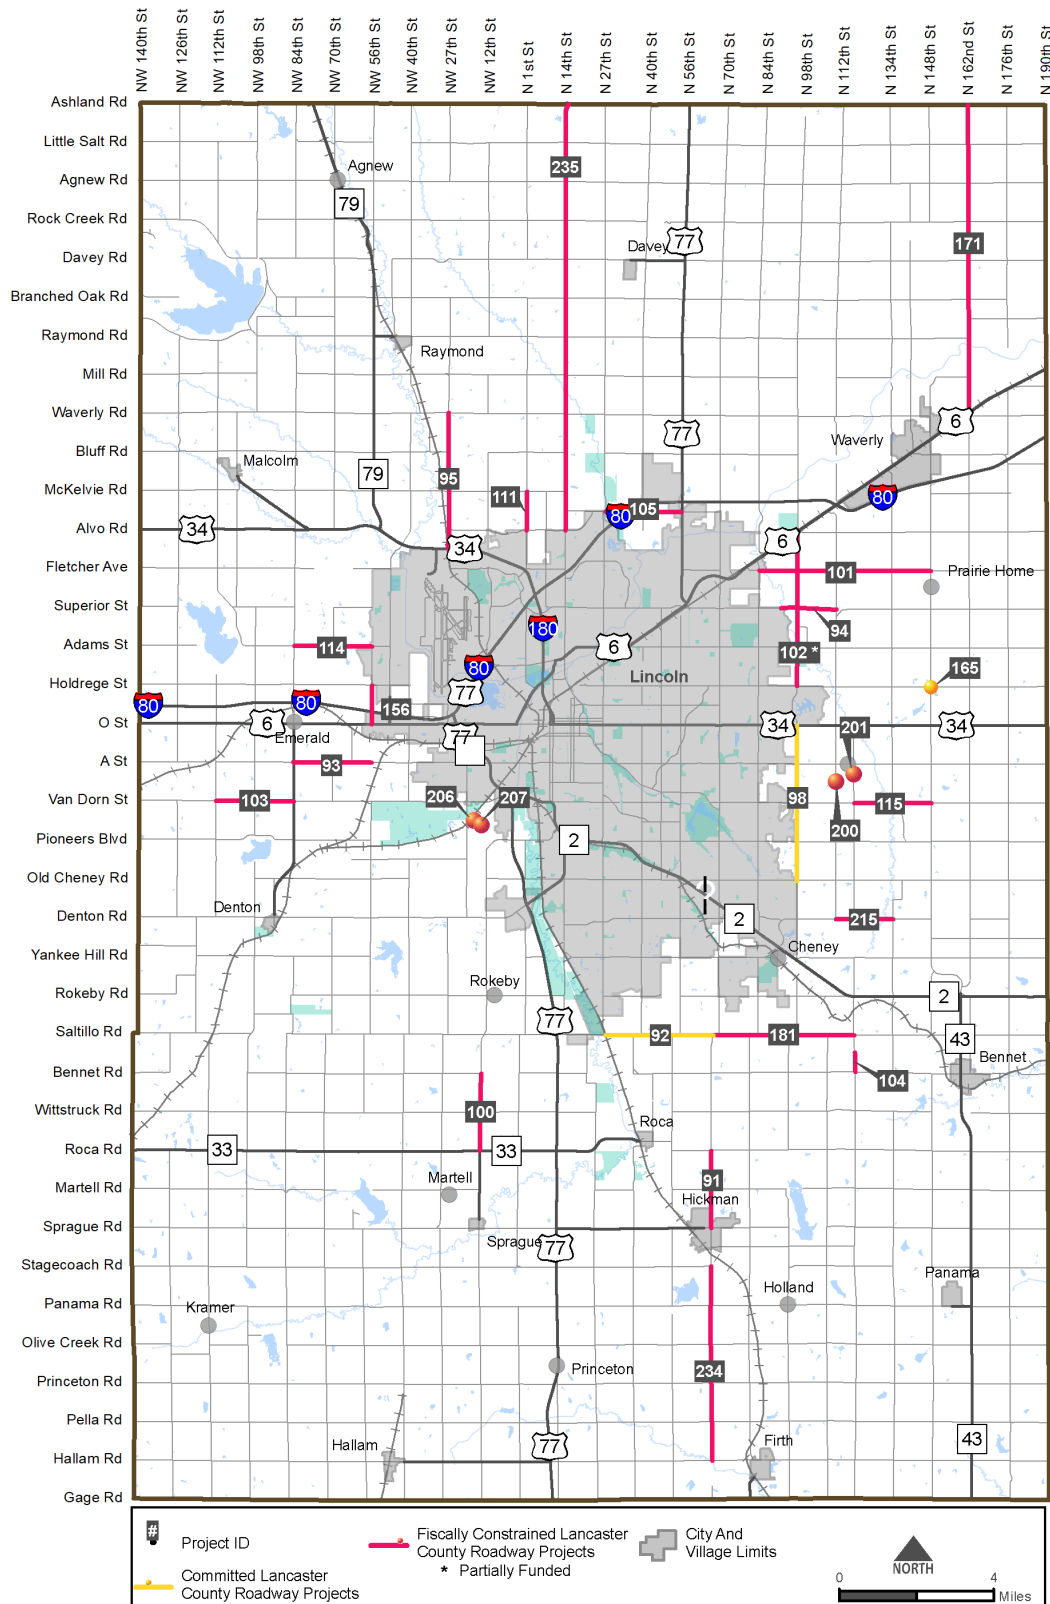 NW 140th St
NW 126th St
NW 112th St
NW 98th St
NW 84th St
NW 70th St
NW 56th St
NW 40th St
NW 27th St
NW 12th St
N 1st St
N 14th St
N 27th St
N 40th St
N 56th St
N 70th St
N 84th St
N 98th St
N 112th St
N 134th St
N 148th St
N 162nd St
N 176th St
N 190th St
Ashland Rd
Little Salt Rd
235
Agnew
Agnew Rd
79
Rock Creek Rd
77
Davey
171
Davey Rd
Branched Oak Rd
Raymond Rd
Raymond
Mill Rd
Waverly Rd
6
77
Waverly
Bluff Rd
Malcolm
79
95
McKelvie Rd
111
80
105
80
Alvo Rd
34
34
6
Fletcher Ave
101
Prairie Home
Superior St
180
94
Adams St
114
6
102 *
80
165
Lincoln
Holdrege St
77
80
80
156
O St
6
34
34
201
Emerald
77
A St
93
Van Dorn St
103
206
207
98
115
200
Pioneers Blvd
2
Old Cheney Rd
Denton
Denton Rd
2
215
Cheney
Yankee Hill Rd
Rokeby
Rokeby Rd
2
77
Saltillo Rd
92
181
43
Bennet
Bennet Rd
104
Wittstruck Rd
100
Roca
Roca Rd
33
33
Martell
91
Martell Rd
Hickman
Sprague Rd
Sprague
77
Stagecoach Rd
Panama
Holland
Panama Rd
Kramer
Olive Creek Rd
Princeton
234
Princeton Rd
Pella Rd
Hallam
77
Firth
43
Hallam Rd
Gage Rd
#
Project ID
Committed Lancaster
County Roadway Projects
Fiscally Constrained Lancaster
County Roadway Projects
* Partially Funded
City And
Village Limits
NORTH
0 4
Miles